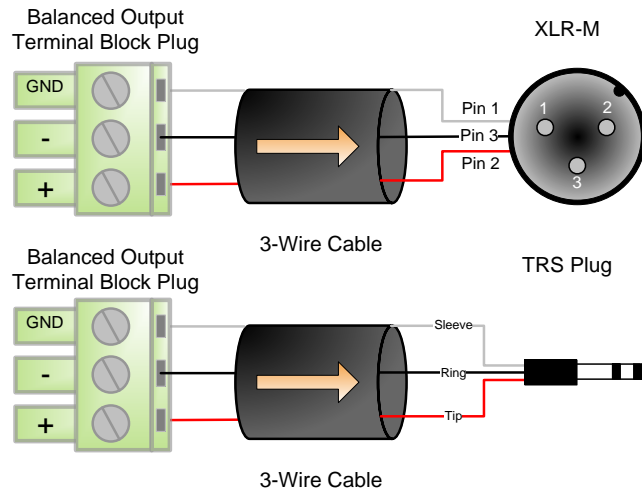 Balanced Output
Terminal Block Plug
XLR-M
GND
-
+
Pin 1
Pin 3
Pin 2
1
2
3
3-Wire Cable
Balanced Output
Terminal Block Plug
TRS Plug
GND
-
+
Sleeve
Ring
Tip
3-Wire Cable